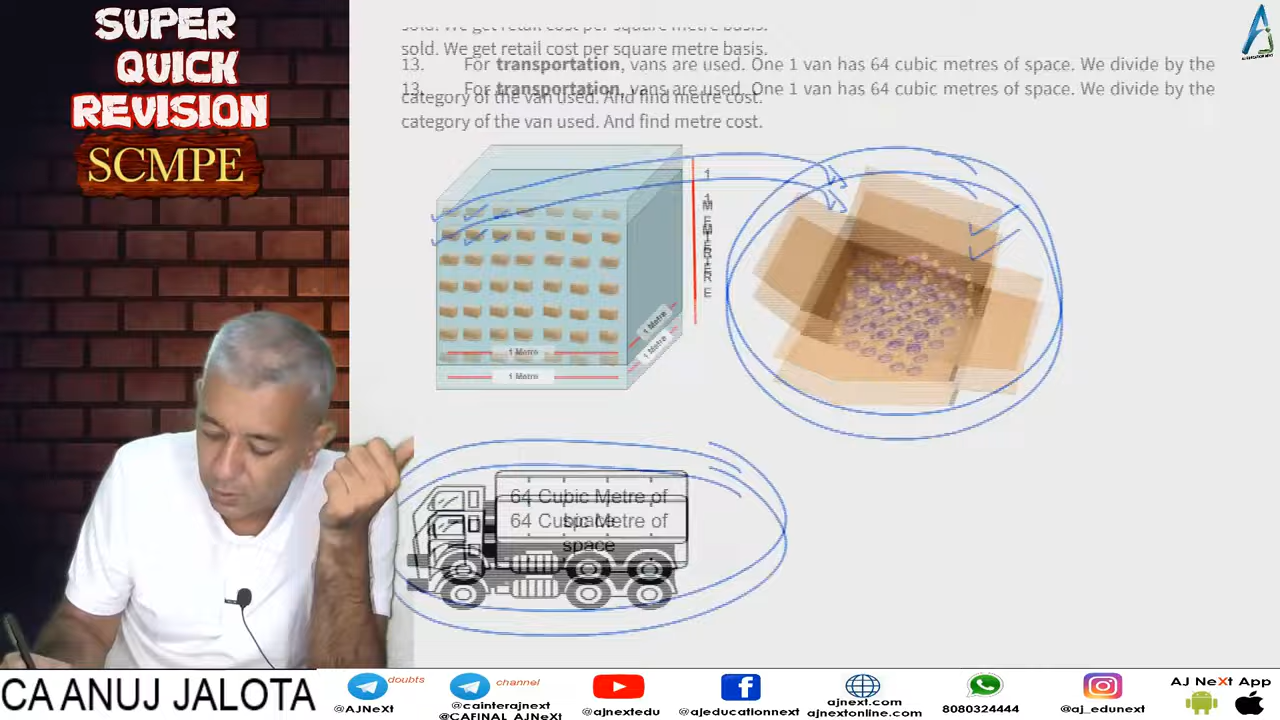 SUPER
QUICK
REVISION
SCMPE
sold. We get retail cost per square metre basis.
sold. We get retail cost per square metre basis.
13. For transportation, vans are used. One 1 van has 64 cubic metres of space. We divide by the
13. For transportation, vans are used. One 1 van has 64 cubic metres of space. We divide by the
category of the van used. And find metre cost.
category of the van used. And find metre cost.
1 Metre
1 Metre
1 Metre
1 Metre
64 Cubic Metre of
64 Cubic Metre of
space
space
CA ANUJ JALOTA
doubts
@AJNeXt
channel
@cainterajnext
@CAFINAL_AJNeXt
@ajnextedu
@ajeducationnext
ajnext.com
ajnextonline.com
8080324444
@aj_edunext
AJ NeXt App